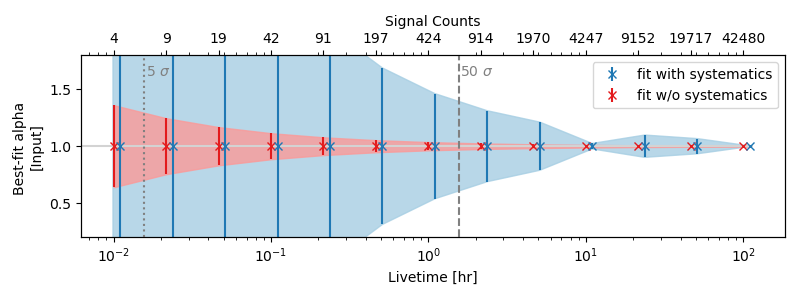 Signal Counts
4 9 19 42 91 197 424 914 1970 4247 9152 19717 42480
5 σ 50 σ
fit with systematics
fit w/o systematics
1.5
1.0
0.5
Best-fit alpha
[Input]
10⁻² 10⁻¹ 10⁰ 10¹ 10²
Livetime [hr]